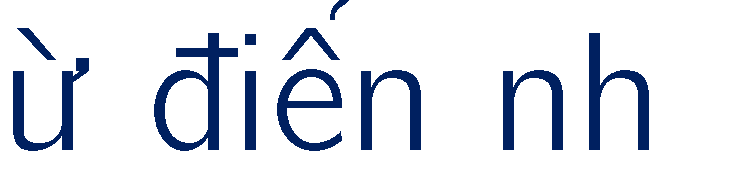 ừ điển nh